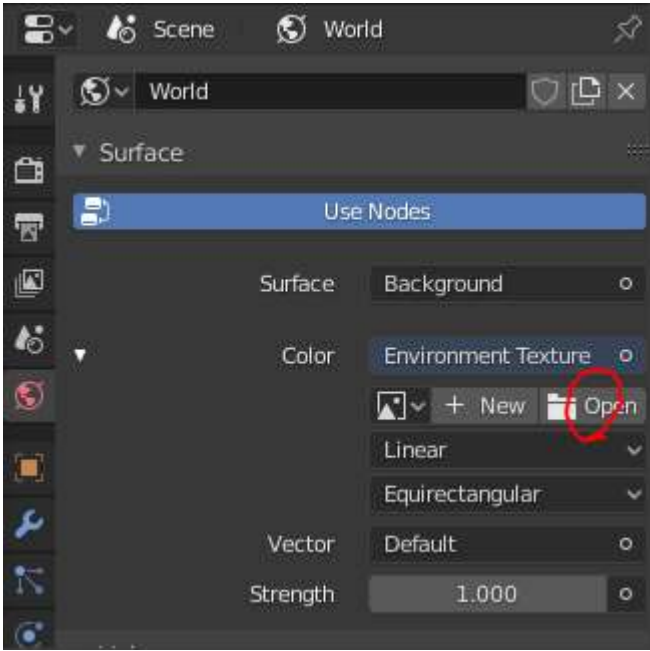 Scene World
World
Surface
Use Nodes
Surface Background
Color Environment Texture
+ New Open
Linear
Equirectangular
Vector Default
Strength 1.000